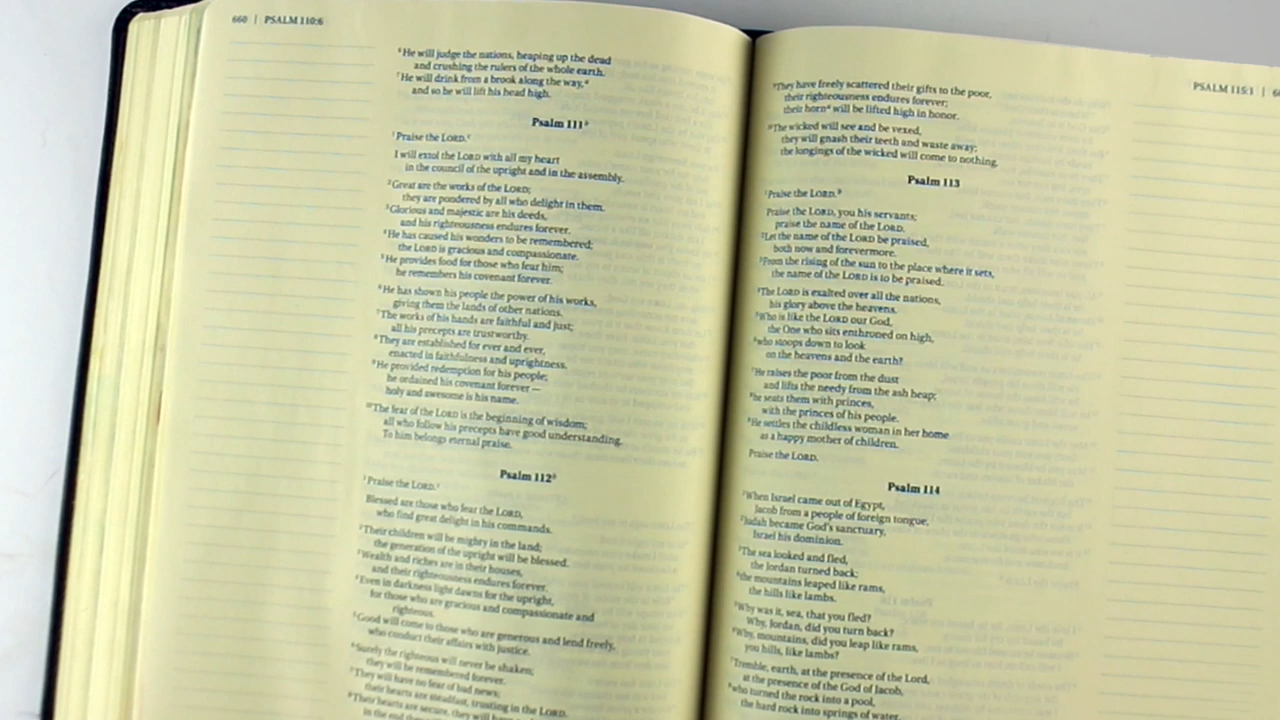 660 | PSALM 110:6
⁶He will judge the nations, heaping up the dead
and crushing the rulers of the whole earth.
⁷He will drink from a brook along the way,ᵃ
and so he will lift his head high.
Psalm 111ᵇ
¹Praise the LORD.ᶜ
I will extol the LORD with all my heart
in the council of the upright and in the assembly.
²Great are the works of the LORD;
they are pondered by all who delight in them.
³Glorious and majestic are his deeds,
and his righteousness endures forever.
⁴He has caused his wonders to be remembered;
the LORD is gracious and compassionate.
⁵He provides food for those who fear him;
he remembers his covenant forever.
⁶He has shown his people the power of his works,
giving them the lands of other nations.
⁷The works of his hands are faithful and just;
all his precepts are trustworthy.
⁸They are established for ever and ever,
enacted in faithfulness and uprightness.
⁹He provided redemption for his people;
he ordained his covenant forever —
holy and awesome is his name.
¹⁰The fear of the LORD is the beginning of wisdom;
all who follow his precepts have good understanding.
To him belongs eternal praise.
Psalm 112ᵇ
¹Praise the LORD.ᶜ
Blessed are those who fear the LORD,
who find great delight in his commands.
²Their children will be mighty in the land;
the generation of the upright will be blessed.
³Wealth and riches are in their houses,
and their righteousness endures forever.
⁴Even in darkness light dawns for the upright,
for those who are gracious and compassionate and
righteous.
⁵Good will come to those who are generous and lend freely,
who conduct their affairs with justice.
⁶Surely the righteous will never be shaken;
they will be remembered forever.
⁷They will have no fear of bad news;
their hearts are steadfast, trusting in the LORD.
⁸Their hearts are secure, they will have
in the end they
PSALM 115:1 |
⁹They have freely scattered their gifts to the poor,
their righteousness endures forever;
their hornᵃ will be lifted high in honor.
¹⁰The wicked will see and be vexed,
they will gnash their teeth and waste away;
the longings of the wicked will come to nothing.
Psalm 113
¹Praise the LORD.ᵇ
Praise the LORD, you his servants;
praise the name of the LORD.
²Let the name of the LORD be praised,
both now and forevermore.
³From the rising of the sun to the place where it sets,
the name of the LORD is to be praised.
⁴The LORD is exalted over all the nations,
his glory above the heavens.
⁵Who is like the LORD our God,
the One who sits enthroned on high,
⁶who stoops down to look
on the heavens and the earth?
⁷He raises the poor from the dust
and lifts the needy from the ash heap;
⁸he seats them with princes,
with the princes of his people.
⁹He settles the childless woman in her home
as a happy mother of children.
Praise the LORD.
Psalm 114
¹When Israel came out of Egypt,
Jacob from a people of foreign tongue,
²Judah became God's sanctuary,
Israel his dominion.
³The sea looked and fled,
the Jordan turned back;
⁴the mountains leaped like rams,
the hills like lambs.
⁵Why was it, sea, that you fled?
Why, Jordan, did you turn back?
⁶Why, mountains, did you leap like rams,
you hills, like lambs?
⁷Tremble, earth, at the presence of the Lord,
at the presence of the God of Jacob,
⁸who turned the rock into a pool,
the hard rock into springs of water.